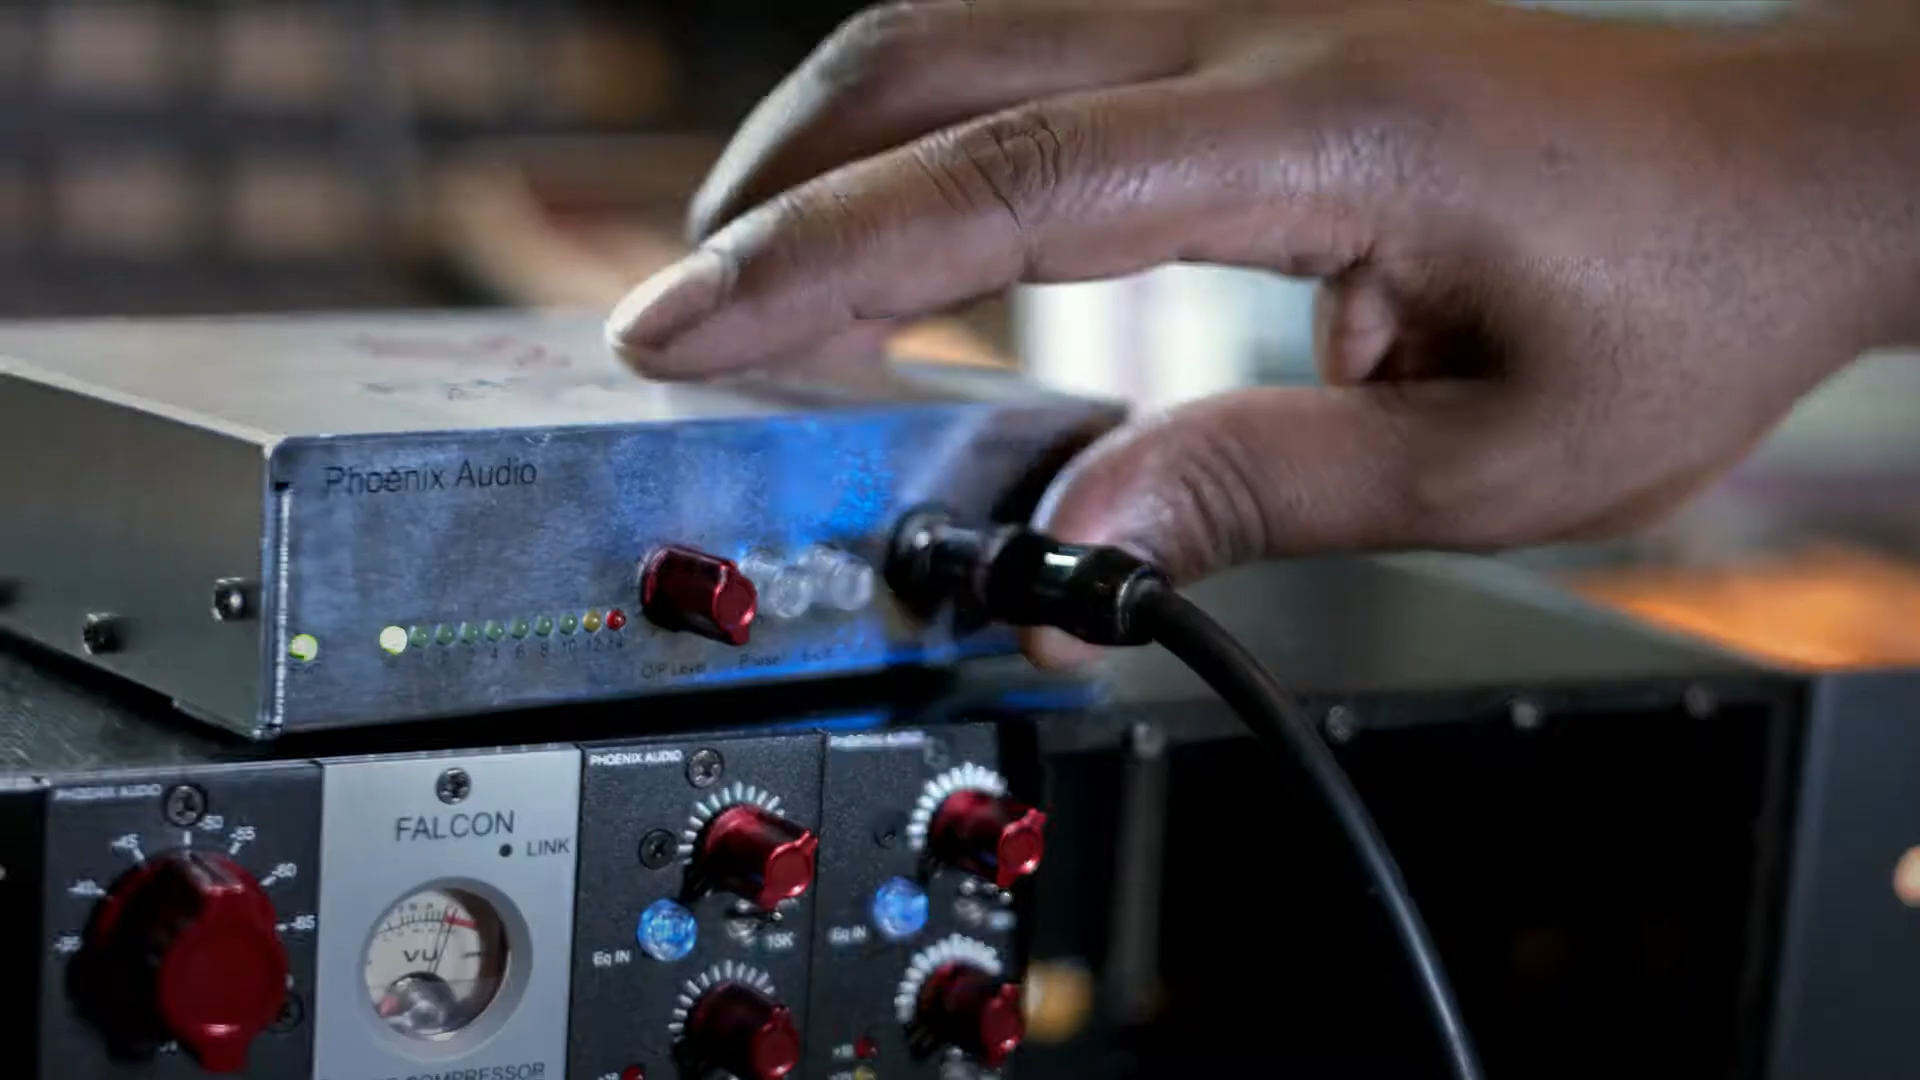 Phoenix Audio
4 6 8 10 12 14
O/P Level Phase
PHOENIX AUDIO
-45 -50 -55
-40 -60
-35 -65
FALCON
LINK
VU
COMPRESSOR
PHOENIX AUDIO
15K
Eq IN
Eq IN